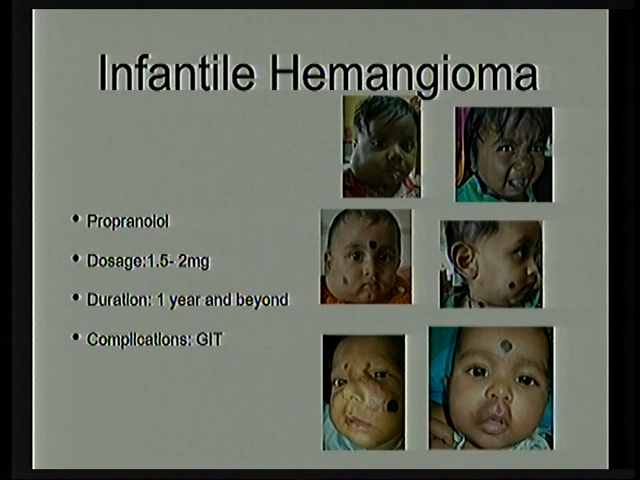 Infantile Hemangioma
• Propranolol
• Dosage:1.5- 2mg
• Duration: 1 year and beyond
• Complications: GIT